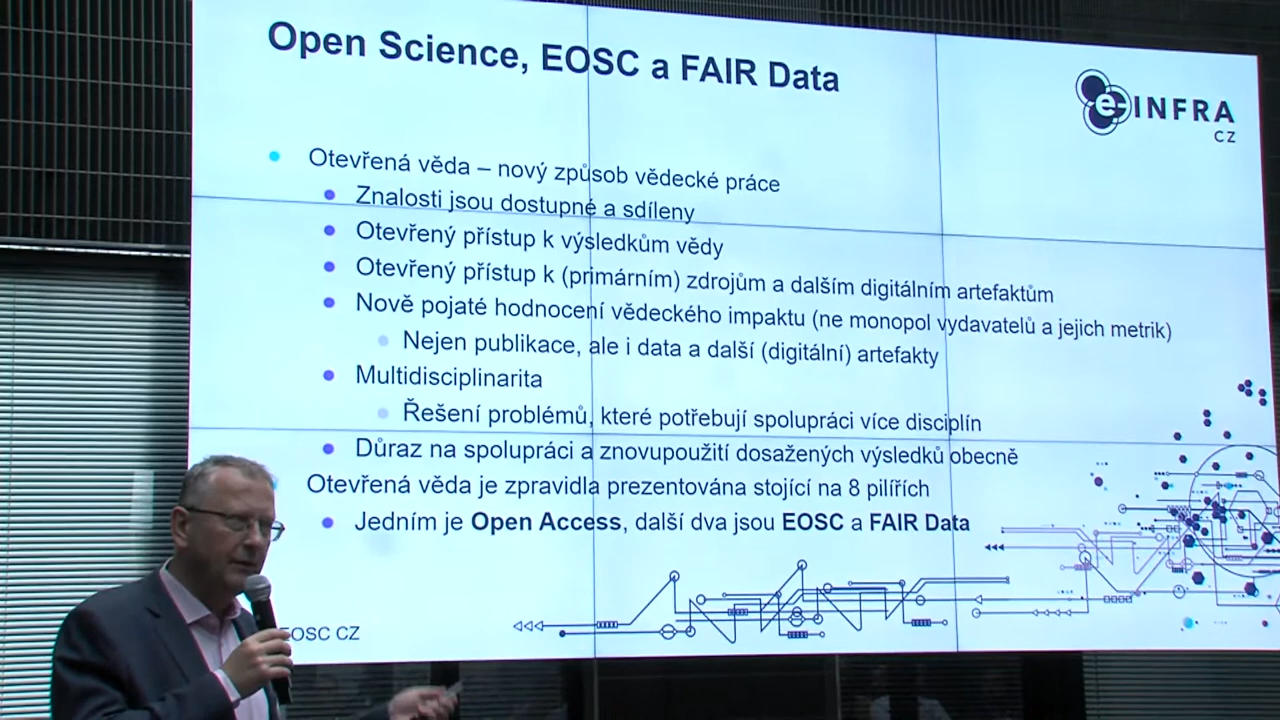 Open Science, EOSC a FAIR Data
e-INFRA
CZ
Otevřená věda – nový způsob vědecké práce
Znalosti jsou dostupné a sdíleny
Otevřený přístup k výsledkům vědy
Otevřený přístup k (primárním) zdrojům a dalším digitálním artefaktům
Nově pojaté hodnocení vědeckého impaktu (ne monopol vydavatelů a jejich metrik)
Nejen publikace, ale i data a další (digitální) artefakty
Multidisciplinarita
Řešení problémů, které potřebují spolupráci více disciplín
Důraz na spolupráci a znovupoužití dosažených výsledků obecně
Otevřená věda je zpravidla prezentována stojící na 8 pilířích
Jedním je Open Access, další dva jsou EOSC a FAIR Data
EOSC CZ